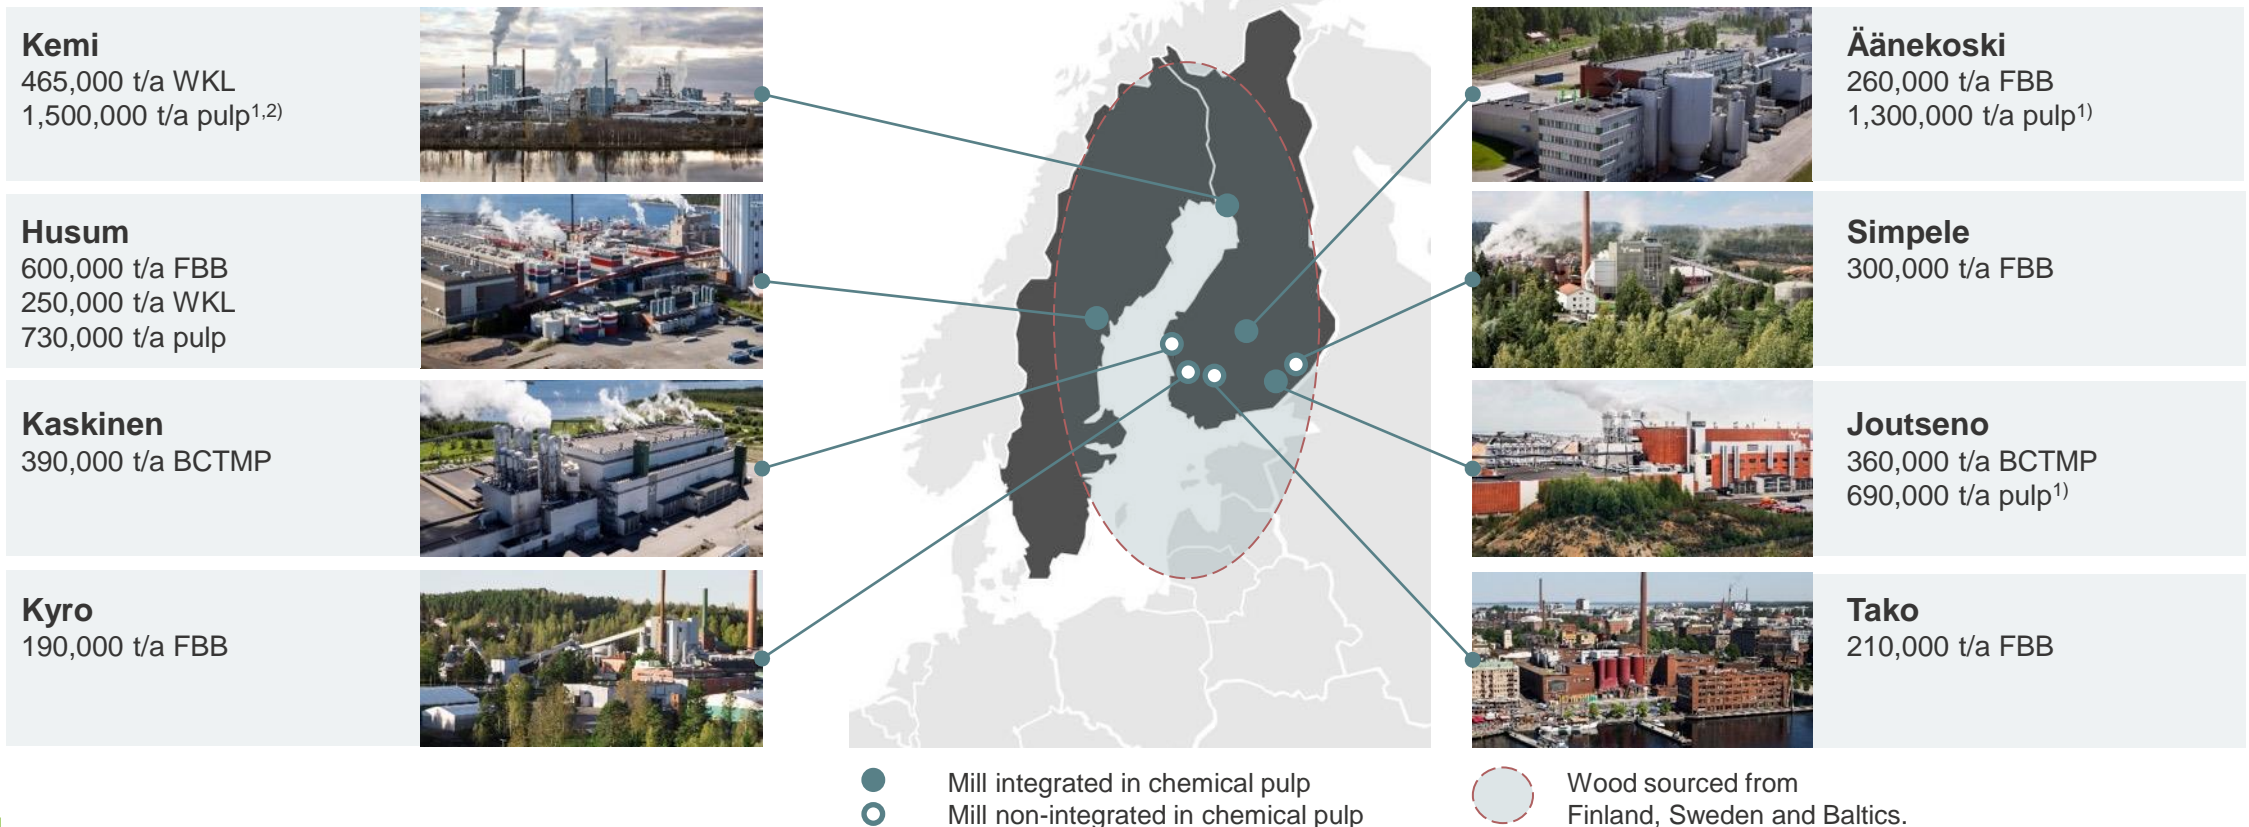 Kemi
465,000 t/a WKL
1,500,000 t/a pulp1,2)
Husum
600,000 t/a FBB
250,000 t/a WKL
730,000 t/a pulp
Kaskinen
390,000 t/a BCTMP
Kyro
190,000 t/a FBB
Äänekoski
260,000 t/a FBB
1,300,000 t/a pulp1)
Simpele
300,000 t/a FBB
Joutseno
360,000 t/a BCTMP
690,000 t/a pulp1)
Tako
210,000 t/a FBB
Mill integrated in chemical pulp
Mill non-integrated in chemical pulp
Wood sourced from
Finland, Sweden and Baltics.